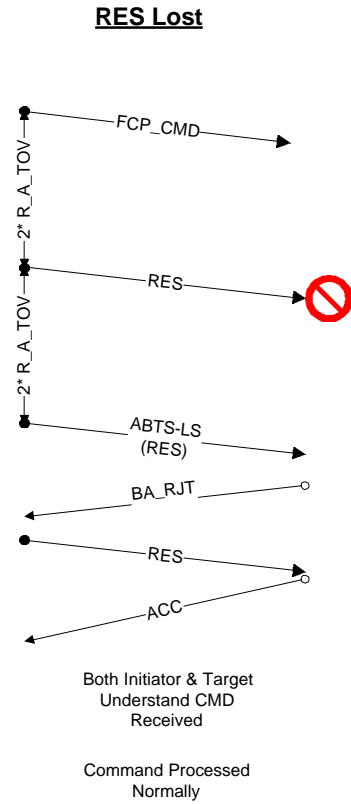 RES Lost
FCP_CMD
2* R_A_TOV
RES
2* R_A_TOV
ABTS-LS
(RES)
BA_RJT
RES
ACC
Both Initiator & Target
Understand CMD
Received
Command Processed
Normally